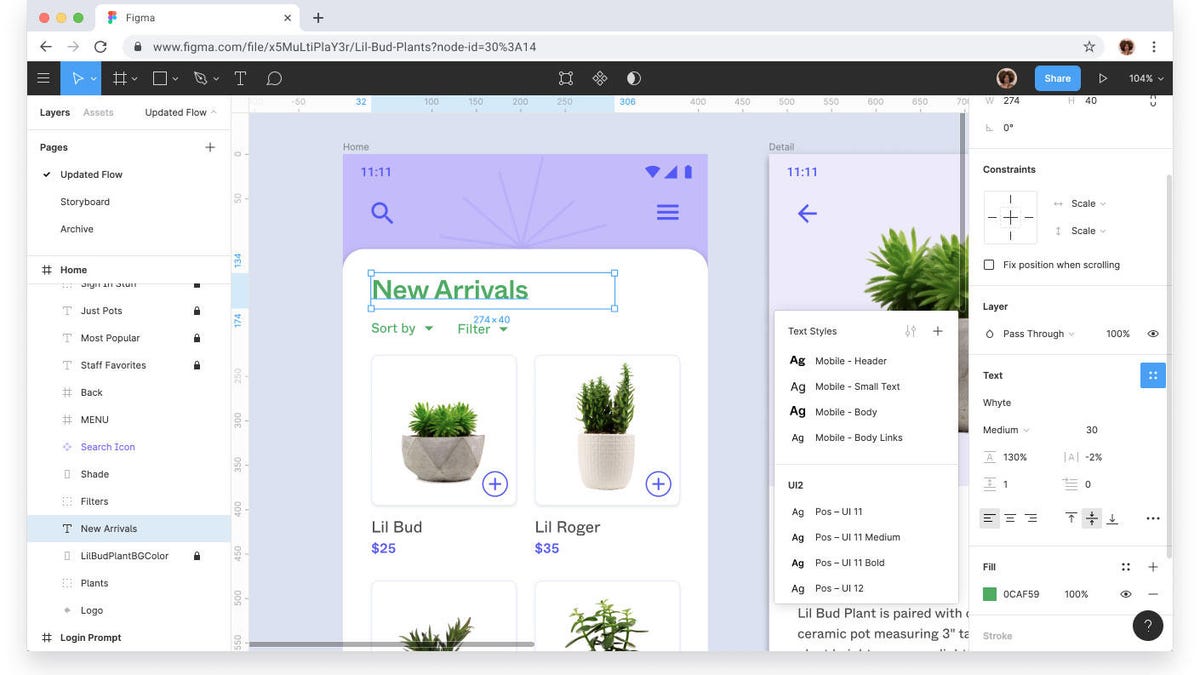 Figma
www.figma.com/file/x5MuLtiPlaY3r/Lil-Bud-Plants?node-id=30%3A14
Share
104%
Layers
Assets
Updated Flow
Pages
Updated Flow
Storyboard
Archive
Home
Sign In Stuff
Just Pots
Most Popular
Staff Favorites
Back
MENU
Search Icon
Shade
Filters
New Arrivals
LilBudPlantBGColor
Plants
Logo
Login Prompt
-50 32 100 150 200 250 306 400 450 500 550 600 650 700
0
50
134
174
250
300
350
400
450
500
550
Home
11:11
New Arrivals
274 × 40
Sort by
Filter
Lil Bud
$25
Lil Roger
$35
Detail
11:11
Text Styles
Ag Mobile - Header
Ag Mobile - Small Text
Ag Mobile - Body
Ag Mobile - Body Links
UI2
Ag Pos – UI 11
Ag Pos – UI 11 Medium
Ag Pos – UI 11 Bold
Ag Pos – UI 12
Lil Bud Plant is paired with
ceramic pot measuring 3"
W 274 H 40
0°
Constraints
Scale
Scale
Fix position when scrolling
Layer
Pass Through 100%
Text
Whyte
Medium 30
A 130% |A| -2%
1 0
Fill
0CAF59 100%
Stroke
?